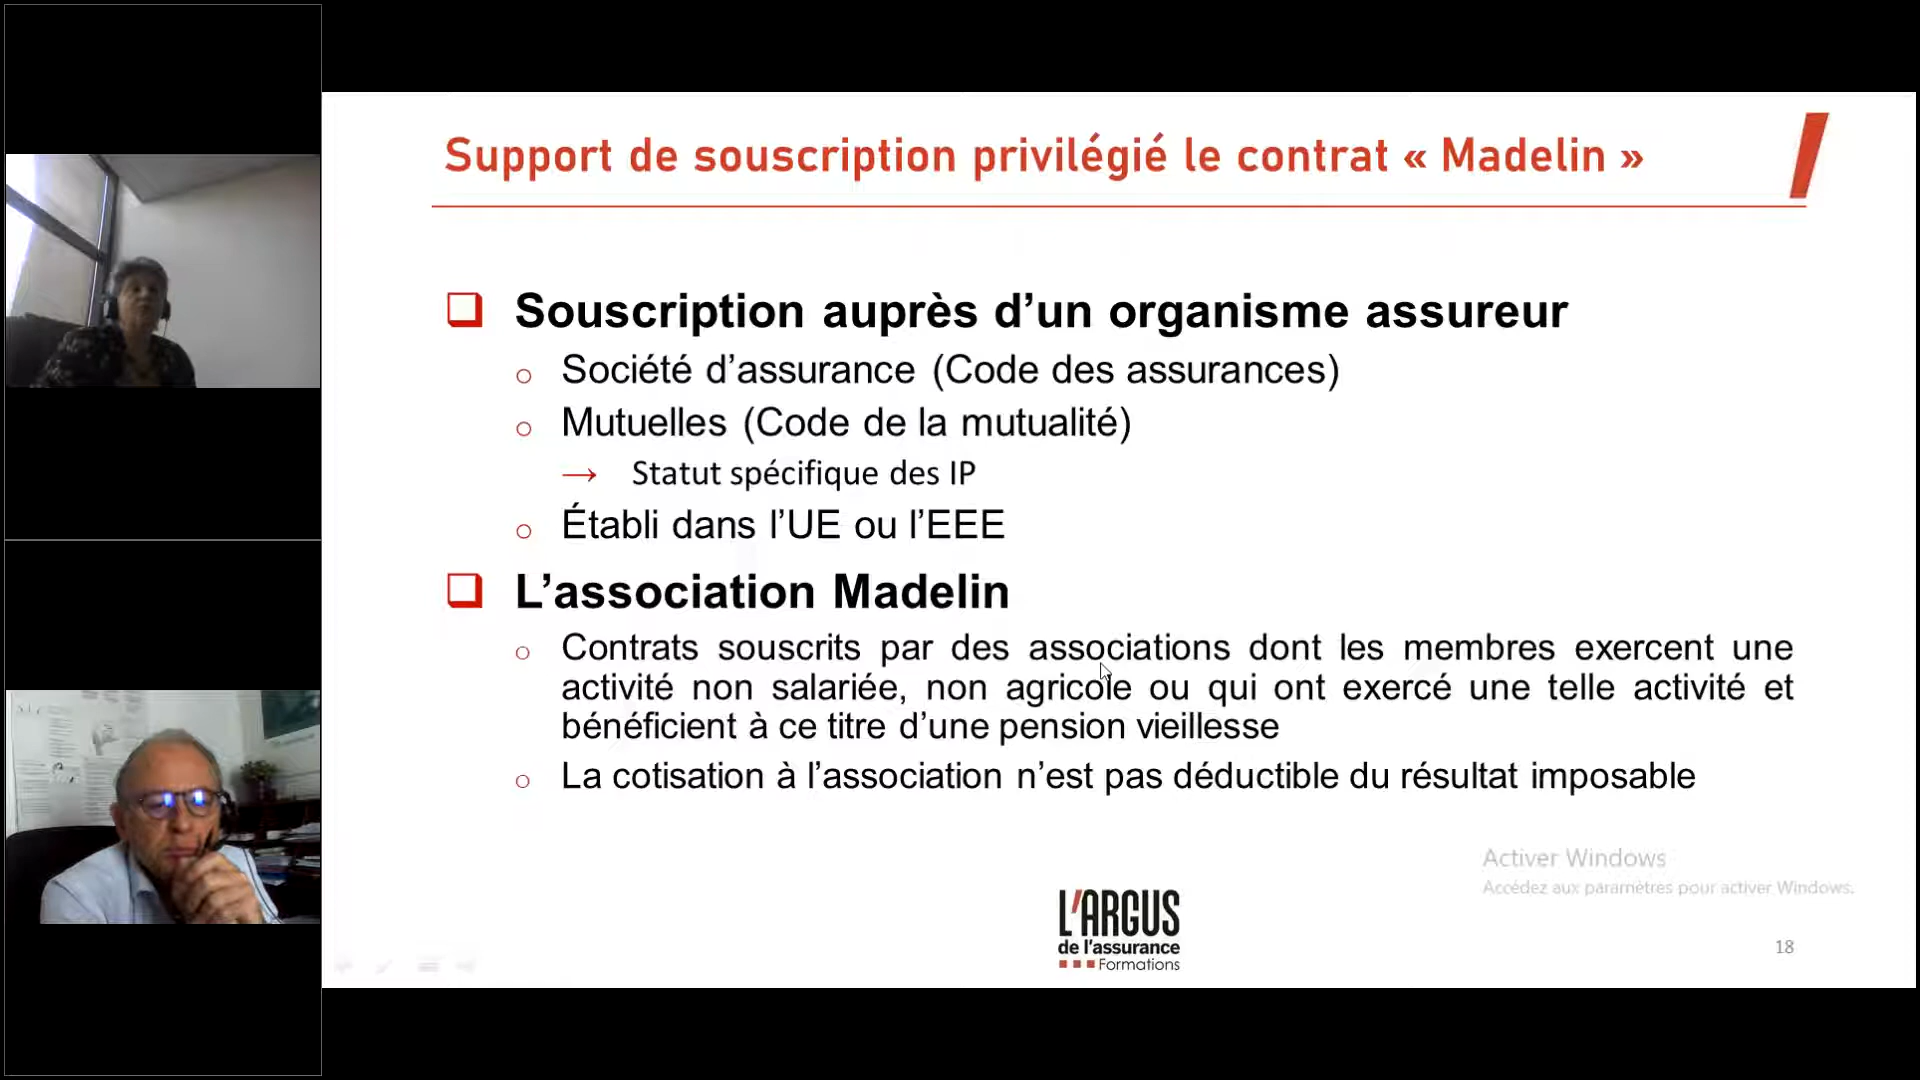 Support de souscription privilégié le contrat « Madelin »
❑ Souscription auprès d’un organisme assureur
o Société d’assurance (Code des assurances)
o Mutuelles (Code de la mutualité)
→ Statut spécifique des IP
o Établi dans l’UE ou l’EEE
❑ L’association Madelin
o Contrats souscrits par des associations dont les membres exercent une
activité non salariée, non agricole ou qui ont exercé une telle activité et
bénéficient à ce titre d’une pension vieillesse
o La cotisation à l’association n’est pas déductible du résultat imposable
Activer Windows
Accédez aux paramètres pour activer Windows.
L'ARGUS
de l’assurance
Formations
18